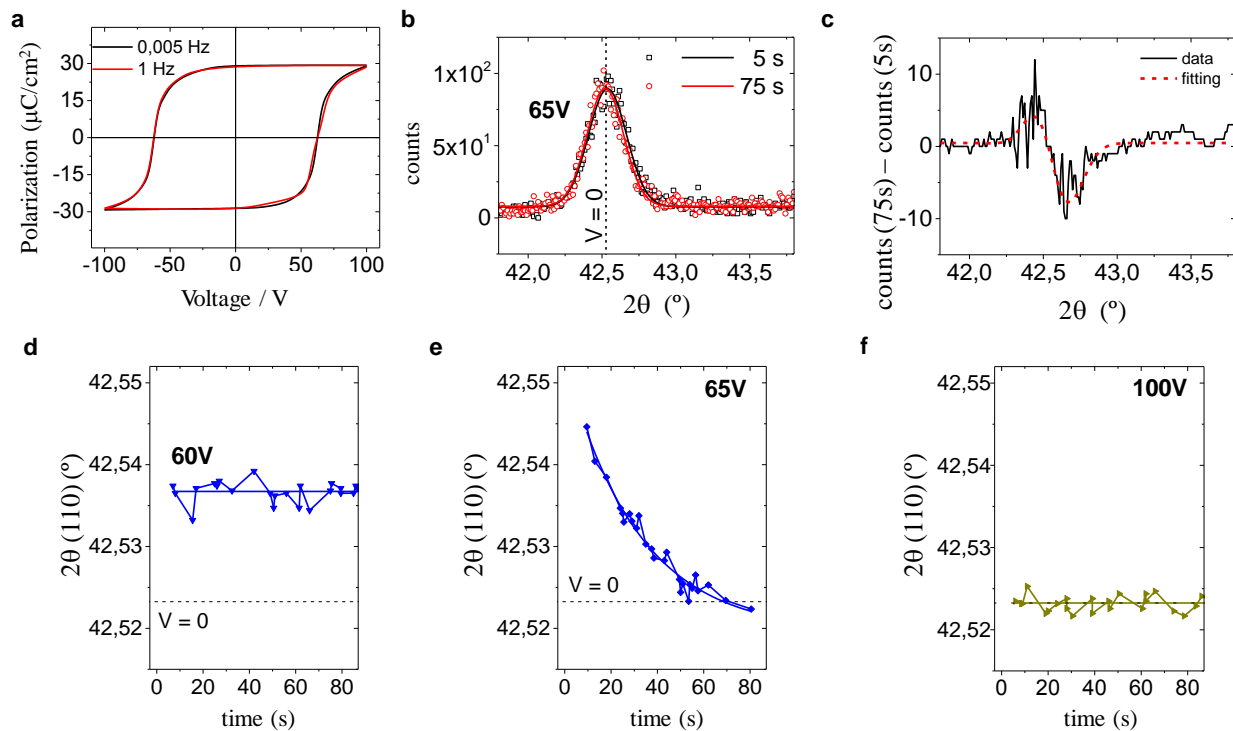 a
0,005 Hz
1 Hz
Polarization (μC/cm²)
30
15
0
-15
-30
-100 -50 0 50 100
Voltage / V
b
5 s
75 s
65V
counts
1x10²
5x10¹
0
V = 0
42,0 42,5 43,0 43,5
2θ (º)
c
data
fitting
counts (75s) – counts (5s)
10
0
-10
42,0 42,5 43,0 43,5
2θ (º)
d
60V
2θ (110) (º)
42,55
42,54
42,53
42,52
V = 0
0 20 40 60 80
time (s)
e
65V
2θ (110) (º)
42,55
42,54
42,53
42,52
V = 0
0 20 40 60 80
time (s)
f
100V
2θ (110) (º)
42,55
42,54
42,53
42,52
0 20 40 60 80
time (s)